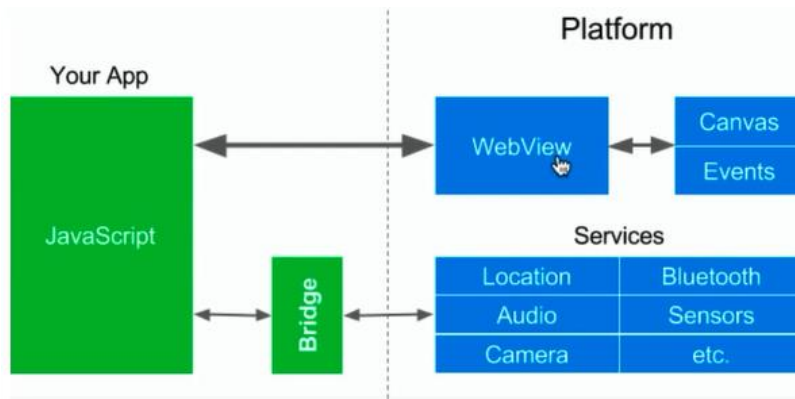 Platform
Your App
JavaScript
Bridge
WebView
Canvas
Events
Services
Location
Bluetooth
Audio
Sensors
Camera
etc.